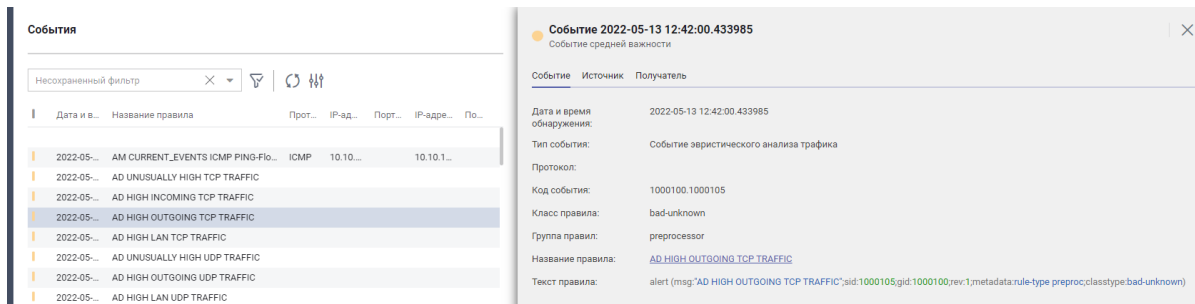 События
Несохраненный фильтр
Дата и в... Название правила Прот... IP-ад... Порт... IP-адре... По...
2022-05-... AM CURRENT_EVENTS ICMP PING-Flo... ICMP 10.10.... 10.10.1...
2022-05-... AD UNUSUALLY HIGH TCP TRAFFIC
2022-05-... AD HIGH INCOMING TCP TRAFFIC
2022-05-... AD HIGH OUTGOING TCP TRAFFIC
2022-05-... AD HIGH LAN TCP TRAFFIC
2022-05-... AD UNUSUALLY HIGH UDP TRAFFIC
2022-05-... AD HIGH OUTGOING UDP TRAFFIC
2022-05-... AD HIGH LAN UDP TRAFFIC
Событие 2022-05-13 12:42:00.433985
Событие средней важности
Событие Источник Получатель
Дата и время 2022-05-13 12:42:00.433985
обнаружения:
Тип события: Событие эвристического анализа трафика
Протокол:
Код события: 1000100.1000105
Класс правила: bad-unknown
Группа правил: preprocessor
Название правила: AD HIGH OUTGOING TCP TRAFFIC
Текст правила: alert (msg:"AD HIGH OUTGOING TCP TRAFFIC";sid:1000105;gid:1000100;rev:1;metadata:rule-type preproc;classtype:bad-unknown)